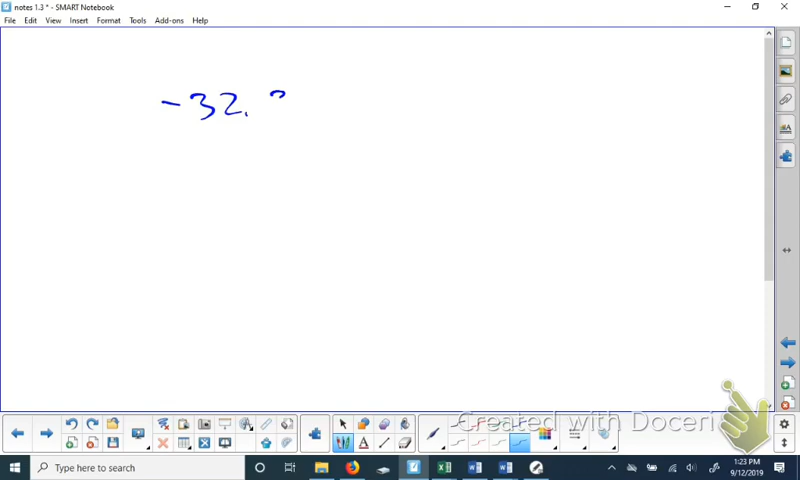 notes 1.3 * - SMART Notebook
File Edit View Insert Format Tools Add-ons Help
-32.
Created with Doceri
Type here to search
1:23 PM
9/12/2019